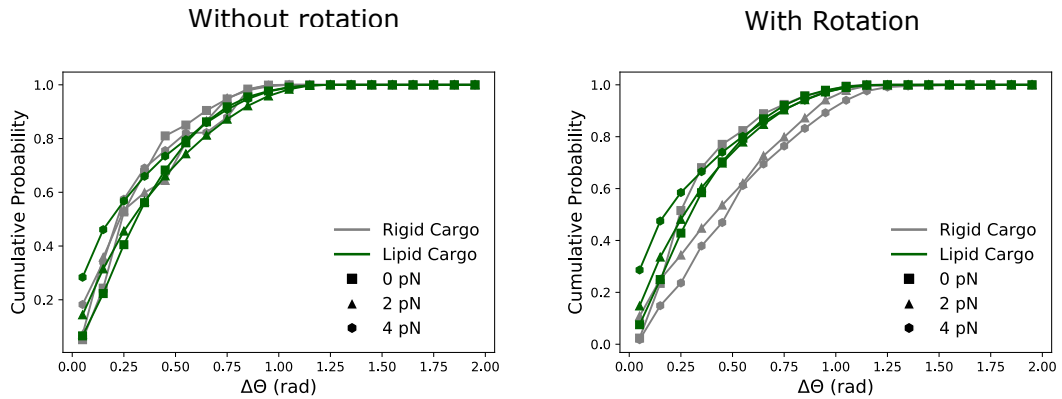 Without rotation
With Rotation
1.0
0.8
0.6
0.4
0.2
Cumulative Probability
Rigid Cargo
Lipid Cargo
0 pN
2 pN
4 pN
0.00 0.25 0.50 0.75 1.00 1.25 1.50 1.75 2.00
ΔΘ (rad)
1.0
0.8
0.6
0.4
0.2
0.0
Cumulative Probability
Rigid Cargo
Lipid Cargo
0 pN
2 pN
4 pN
0.00 0.25 0.50 0.75 1.00 1.25 1.50 1.75 2.00
ΔΘ (rad)